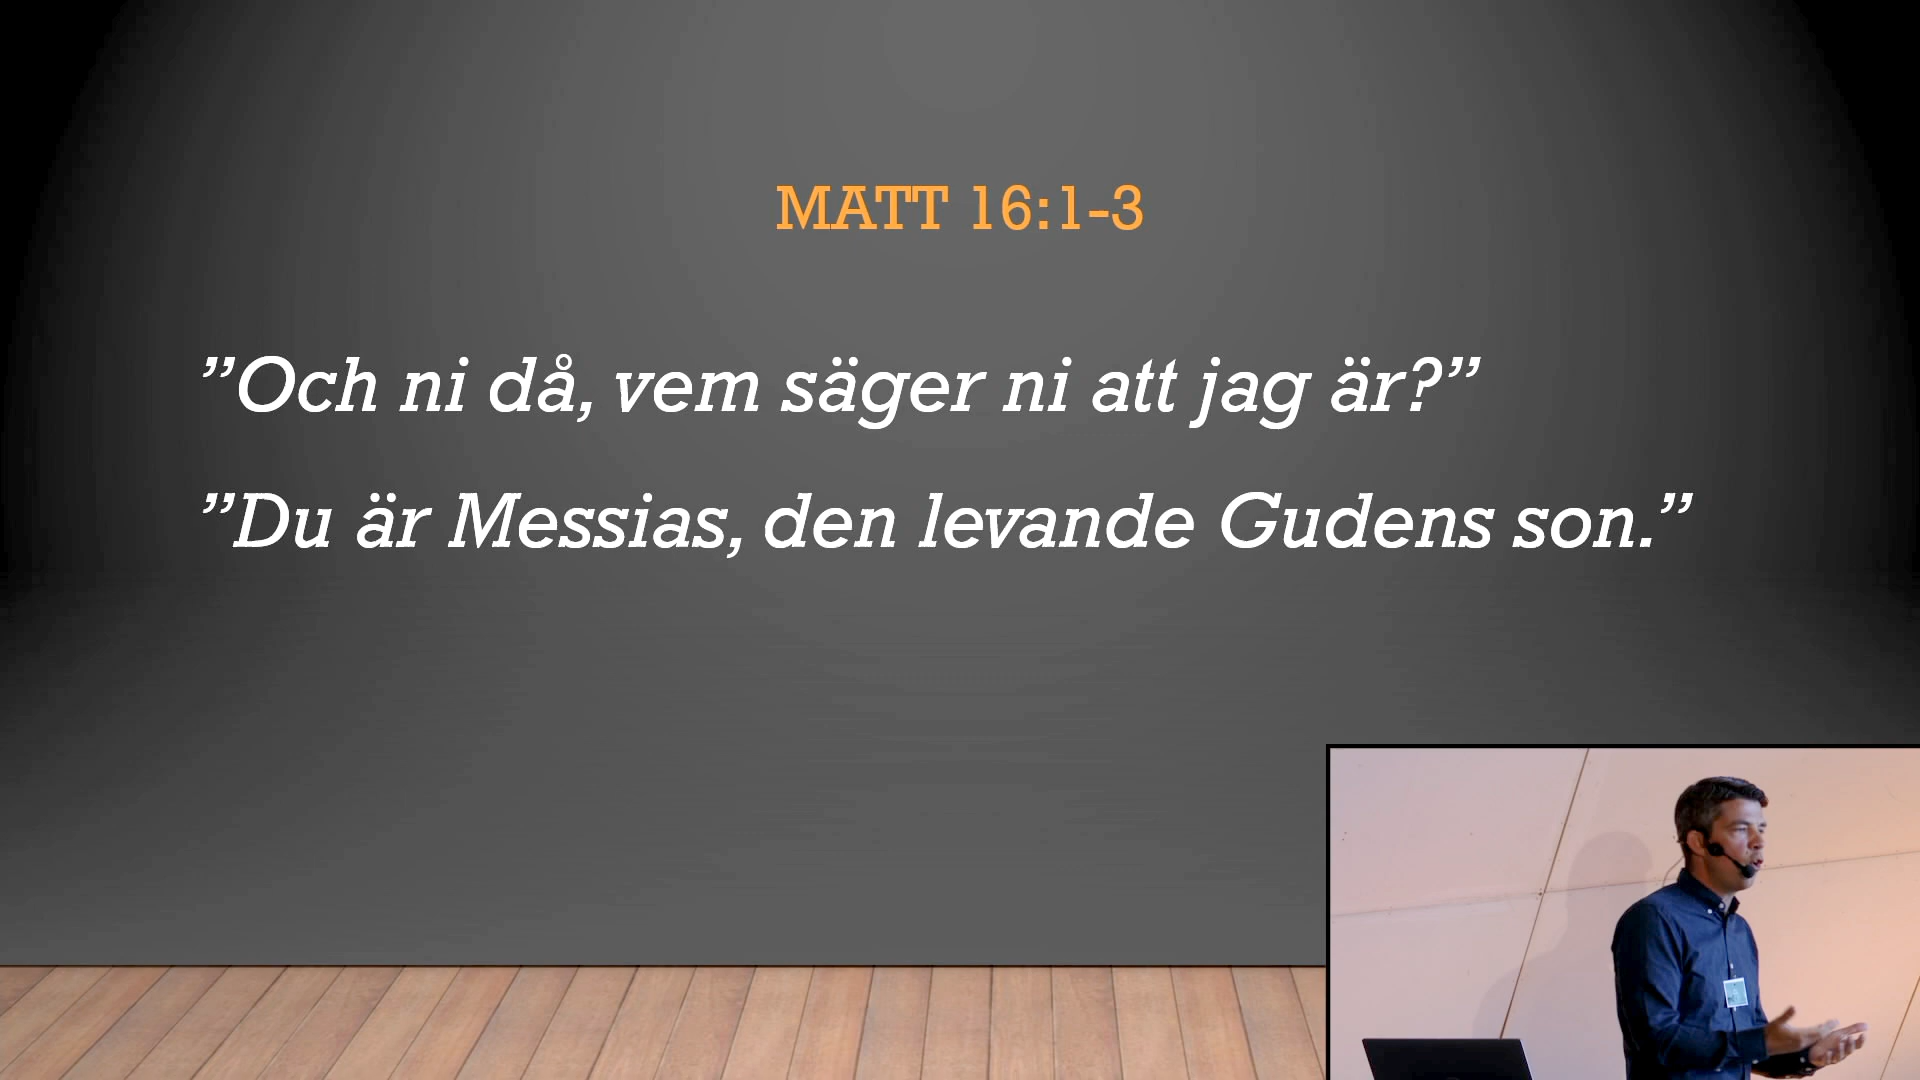 MATT 16:1-3
”Och ni då, vem säger ni att jag är?”
”Du är Messias, den levande Gudens son.”